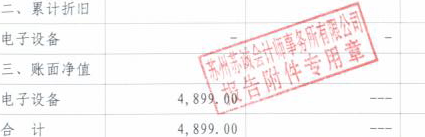 二、累计折旧
电子设备 - -
苏州苏诚会计师事务所有限公司
报告附件专用章
三、账面净值
电子设备 4,899.00 ---
合 计 4,899.00 ---